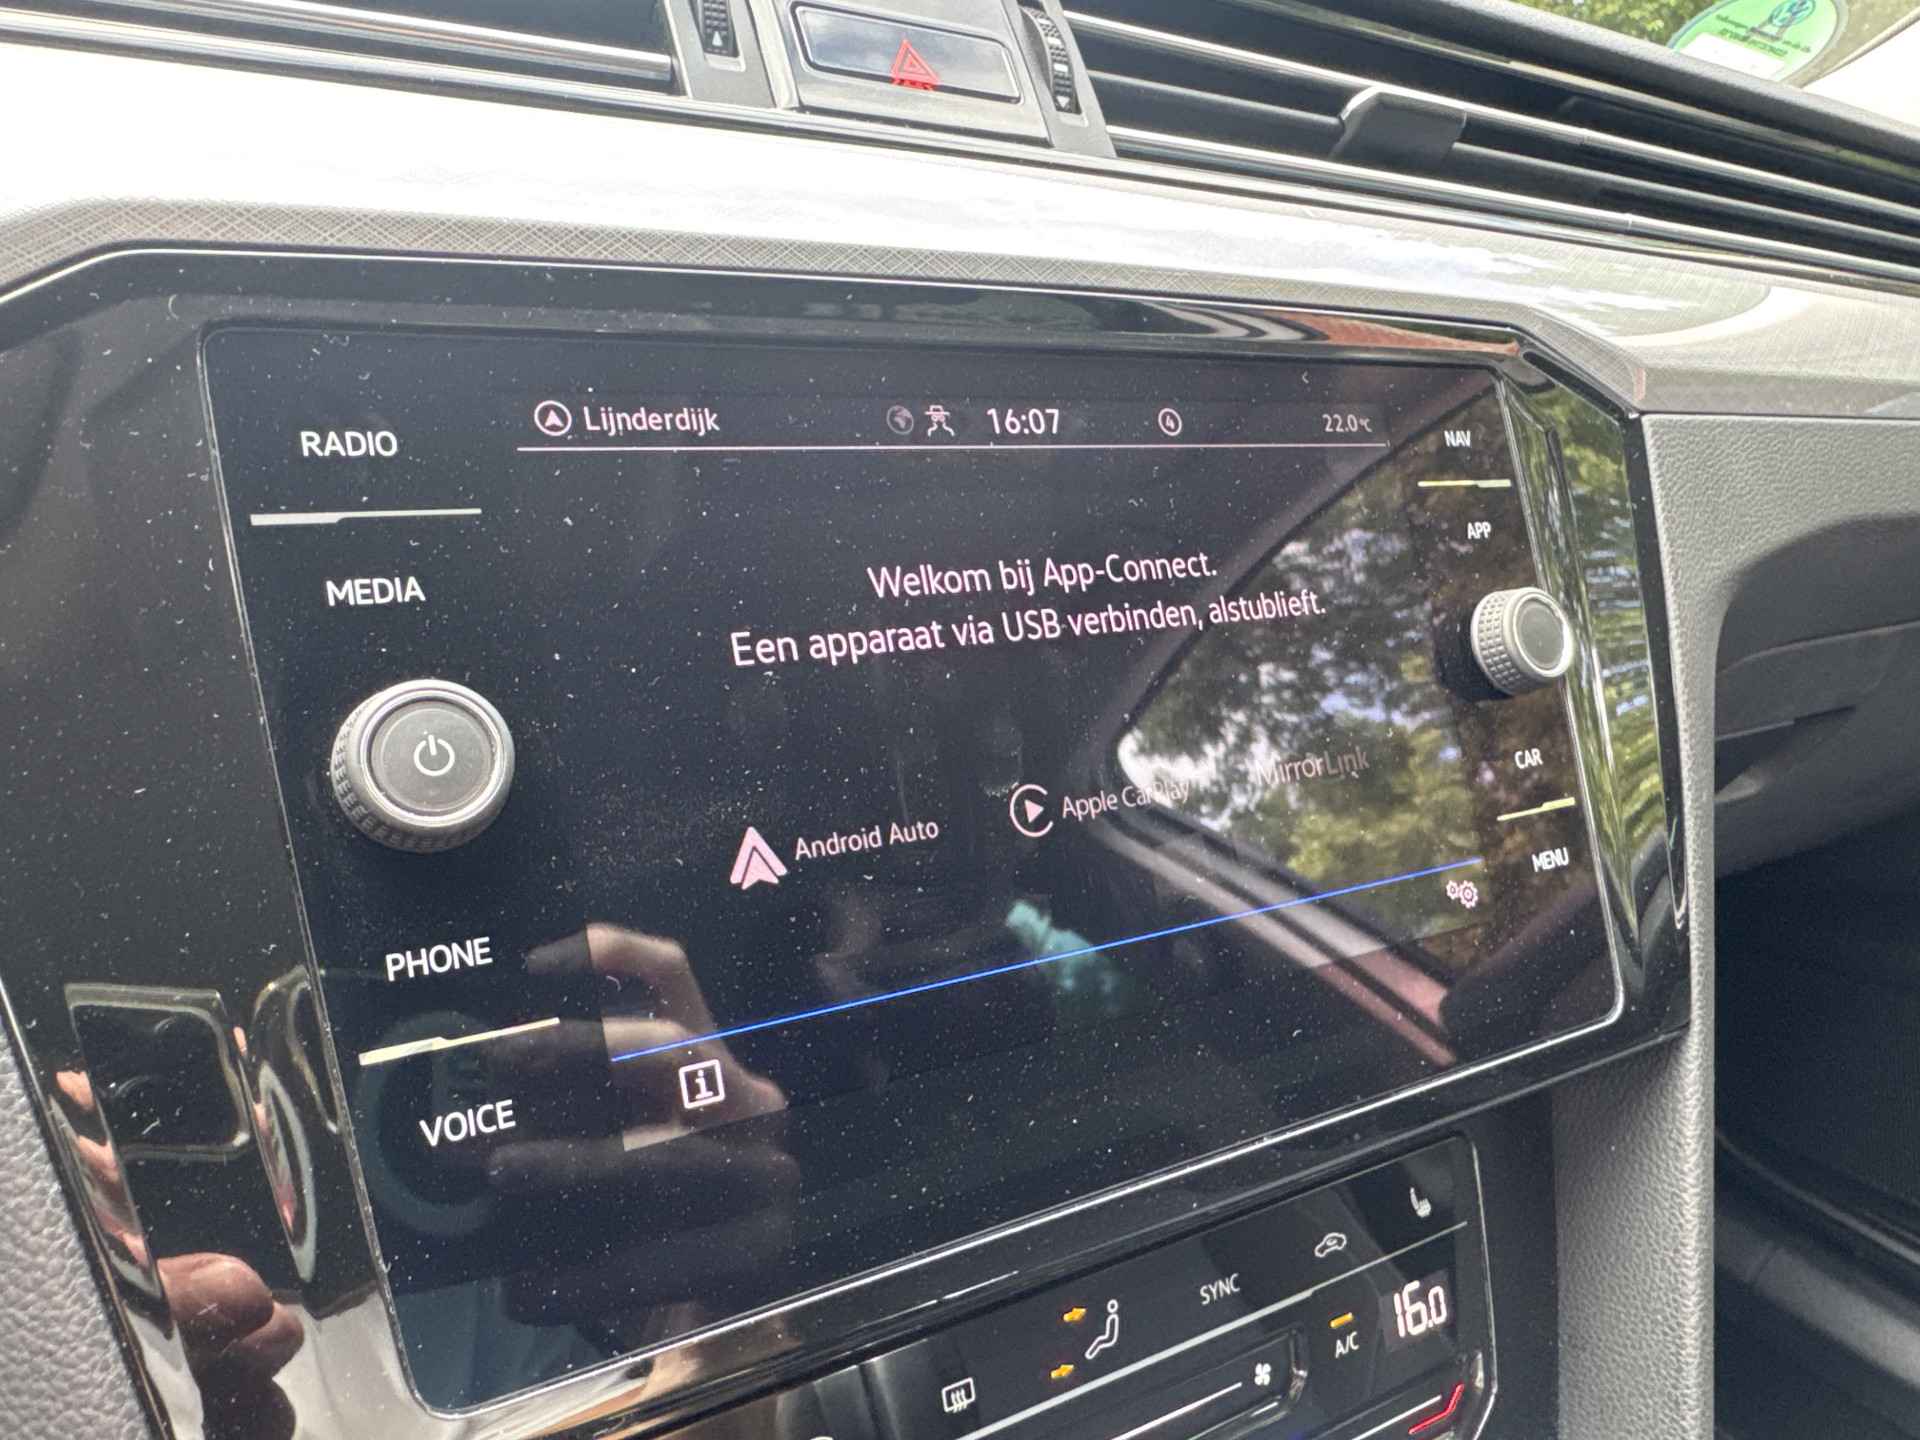 Lijnderdijk 16:07 4 22.0°C
RADIO
NAV
MEDIA
APP
Welkom bij App-Connect.
Een apparaat via USB verbinden, alstublieft.
Android Auto
Apple CarPlay
MirrorLink
CAR
MENU
PHONE
i
VOICE
SYNC
A/C
16.0